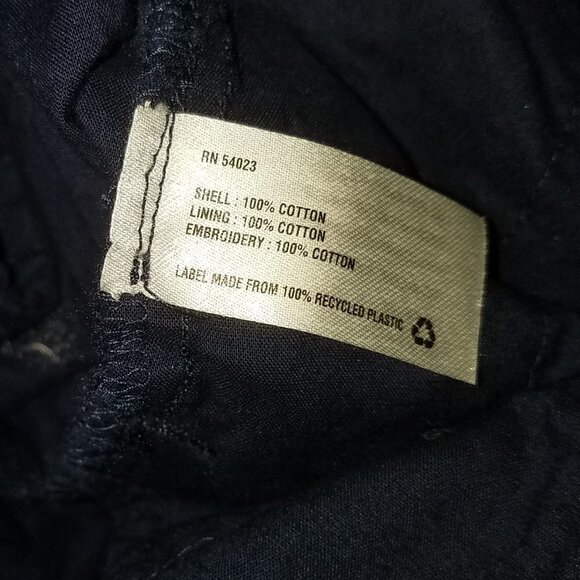 RN 54023
SHELL : 100% COTTON
LINING : 100% COTTON
EMBROIDERY : 100% COTTON
LABEL MADE FROM 100% RECYCLED PLASTIC